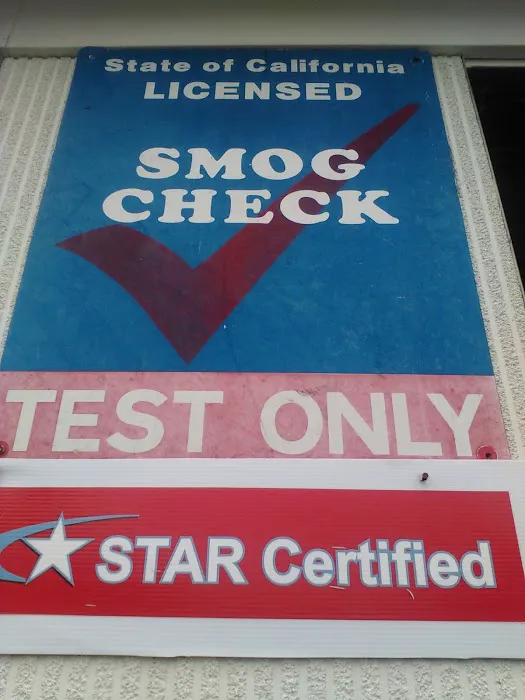 State of California
LICENSED
SMOG
CHECK
TEST ONLY
STAR Certified